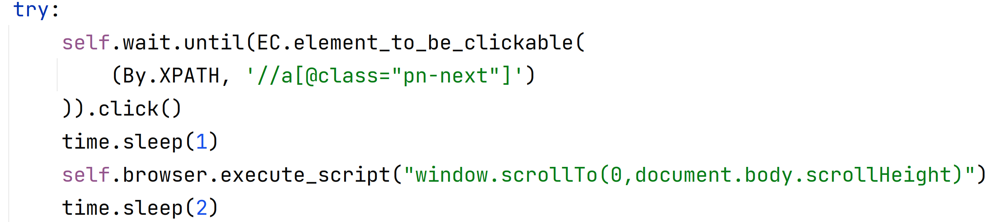 try:
    self.wait.until(EC.element_to_be_clickable(
        (By.XPATH, '//a[@class="pn-next"]')
    )).click()
    time.sleep(1)
    self.browser.execute_script("window.scrollTo(0,document.body.scrollHeight)")
    time.sleep(2)